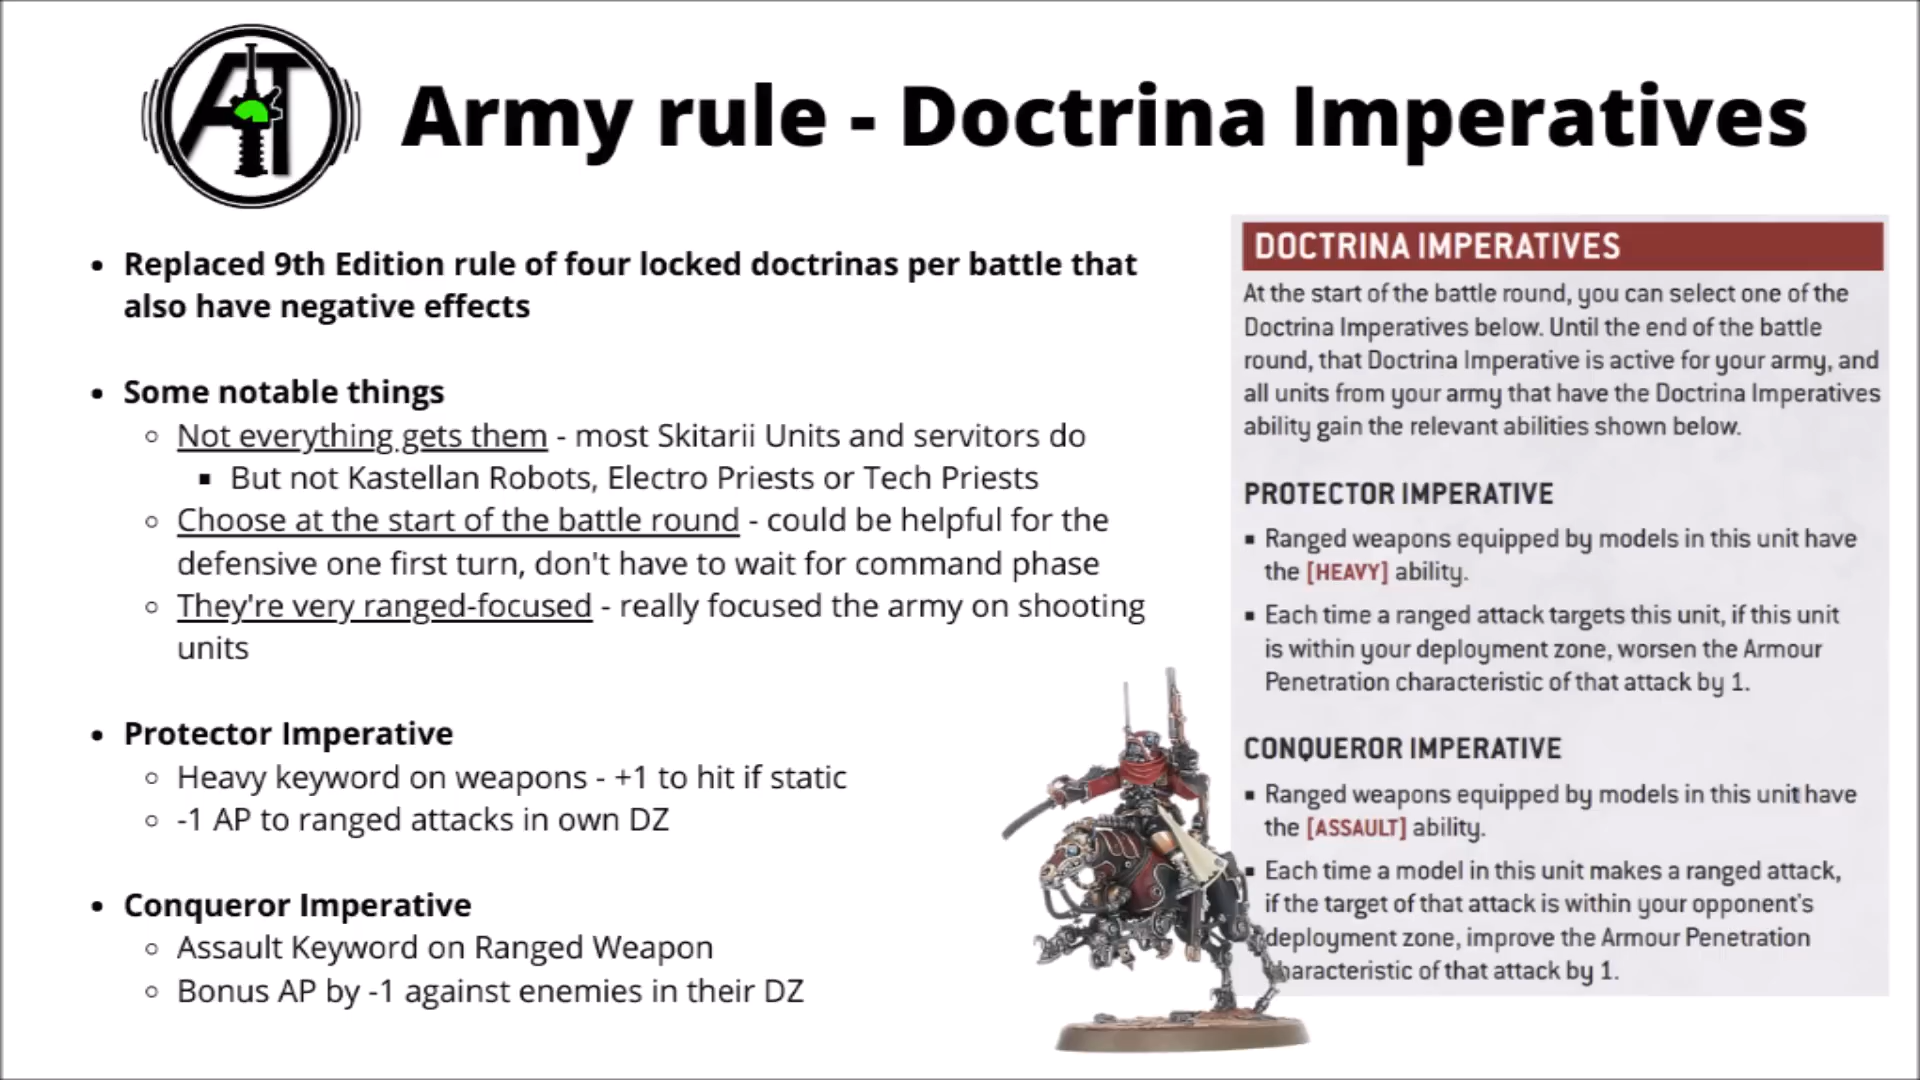 AT
Army rule - Doctrina Imperatives
• Replaced 9th Edition rule of four locked doctrinas per battle that
also have negative effects
• Some notable things
○ Not everything gets them - most Skitarii Units and servitors do
▪ But not Kastellan Robots, Electro Priests or Tech Priests
○ Choose at the start of the battle round - could be helpful for the
defensive one first turn, don't have to wait for command phase
○ They're very ranged-focused - really focused the army on shooting
units
• Protector Imperative
○ Heavy keyword on weapons - +1 to hit if static
○ -1 AP to ranged attacks in own DZ
• Conqueror Imperative
○ Assault Keyword on Ranged Weapon
○ Bonus AP by -1 against enemies in their DZ
DOCTRINA IMPERATIVES
At the start of the battle round, you can select one of the
Doctrina Imperatives below. Until the end of the battle
round, that Doctrina Imperative is active for your army, and
all units from your army that have the Doctrina Imperatives
ability gain the relevant abilities shown below.
PROTECTOR IMPERATIVE
▪ Ranged weapons equipped by models in this unit have
the [HEAVY] ability.
▪ Each time a ranged attack targets this unit, if this unit
is within your deployment zone, worsen the Armour
Penetration characteristic of that attack by 1.
CONQUEROR IMPERATIVE
▪ Ranged weapons equipped by models in this unit have
the [ASSAULT] ability.
▪ Each time a model in this unit makes a ranged attack,
if the target of that attack is within your opponent's
deployment zone, improve the Armour Penetration
characteristic of that attack by 1.